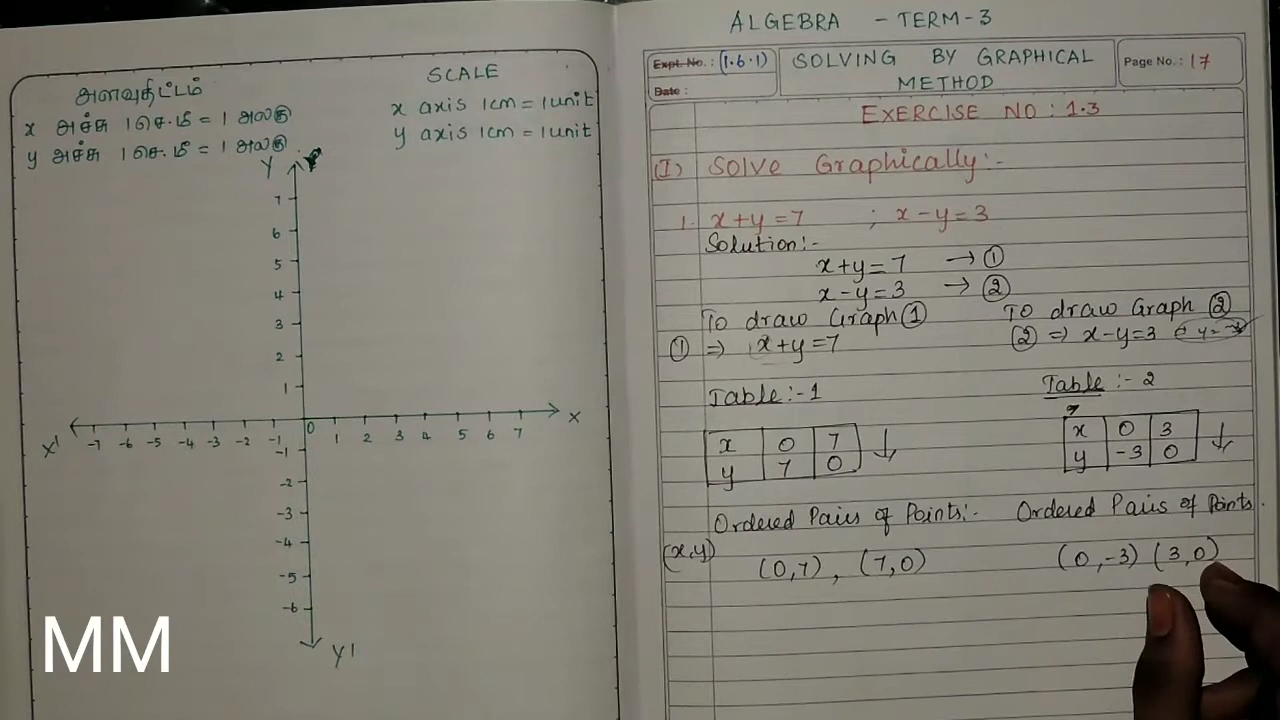 அளவுதிட்டம்
x அச்சு 1 செ.மீ = 1 அலகு
y அச்சு 1 செ.மீ = 1 அலகு
SCALE
x axis 1cm = 1unit
y axis 1cm = 1unit
Y
7
6
5
4
3
2
1
X' -7 -6 -5 -4 -3 -2 -1 0 1 2 3 4 5 6 7 X
-1
-2
-3
-4
-5
-6
Y'
MM
ALGEBRA - TERM-3
Expt. No. : (1.6.1)
Date :
SOLVING BY GRAPHICAL
METHOD
Page No. : 17
EXERCISE NO : 1.3
(I) Solve Graphically:-
1. x+y=7 ; x-y=3
Solution:-
x+y=7 → ①
x-y=3 → ②
To draw Graph ① To draw Graph ②
① ⇒ x+y=7 ② ⇒ x-y=3
Table:-1 Table:-2
x 0 7
y 7 0
x 0 3
y -3 0
Ordered Pairs of Points:- Ordered Pairs of Points.
(x,y) (0,7), (7,0) (0,-3) (3,0)